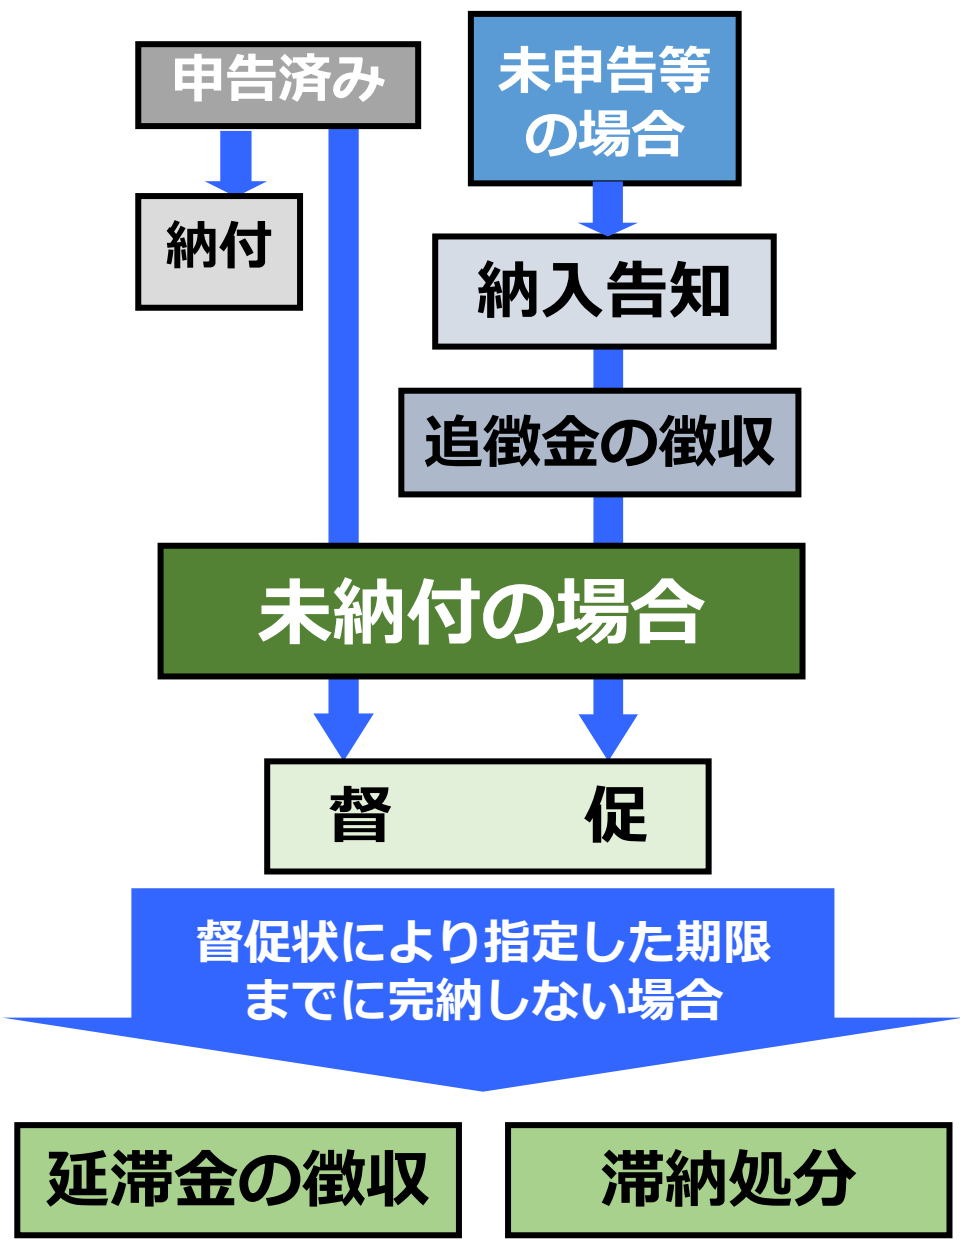 申告済み
未申告等
の場合
納付
納入告知
追徴金の徴収
未納付の場合
督　　　促
督促状により指定した期限
までに完納しない場合
延滞金の徴収
滞納処分